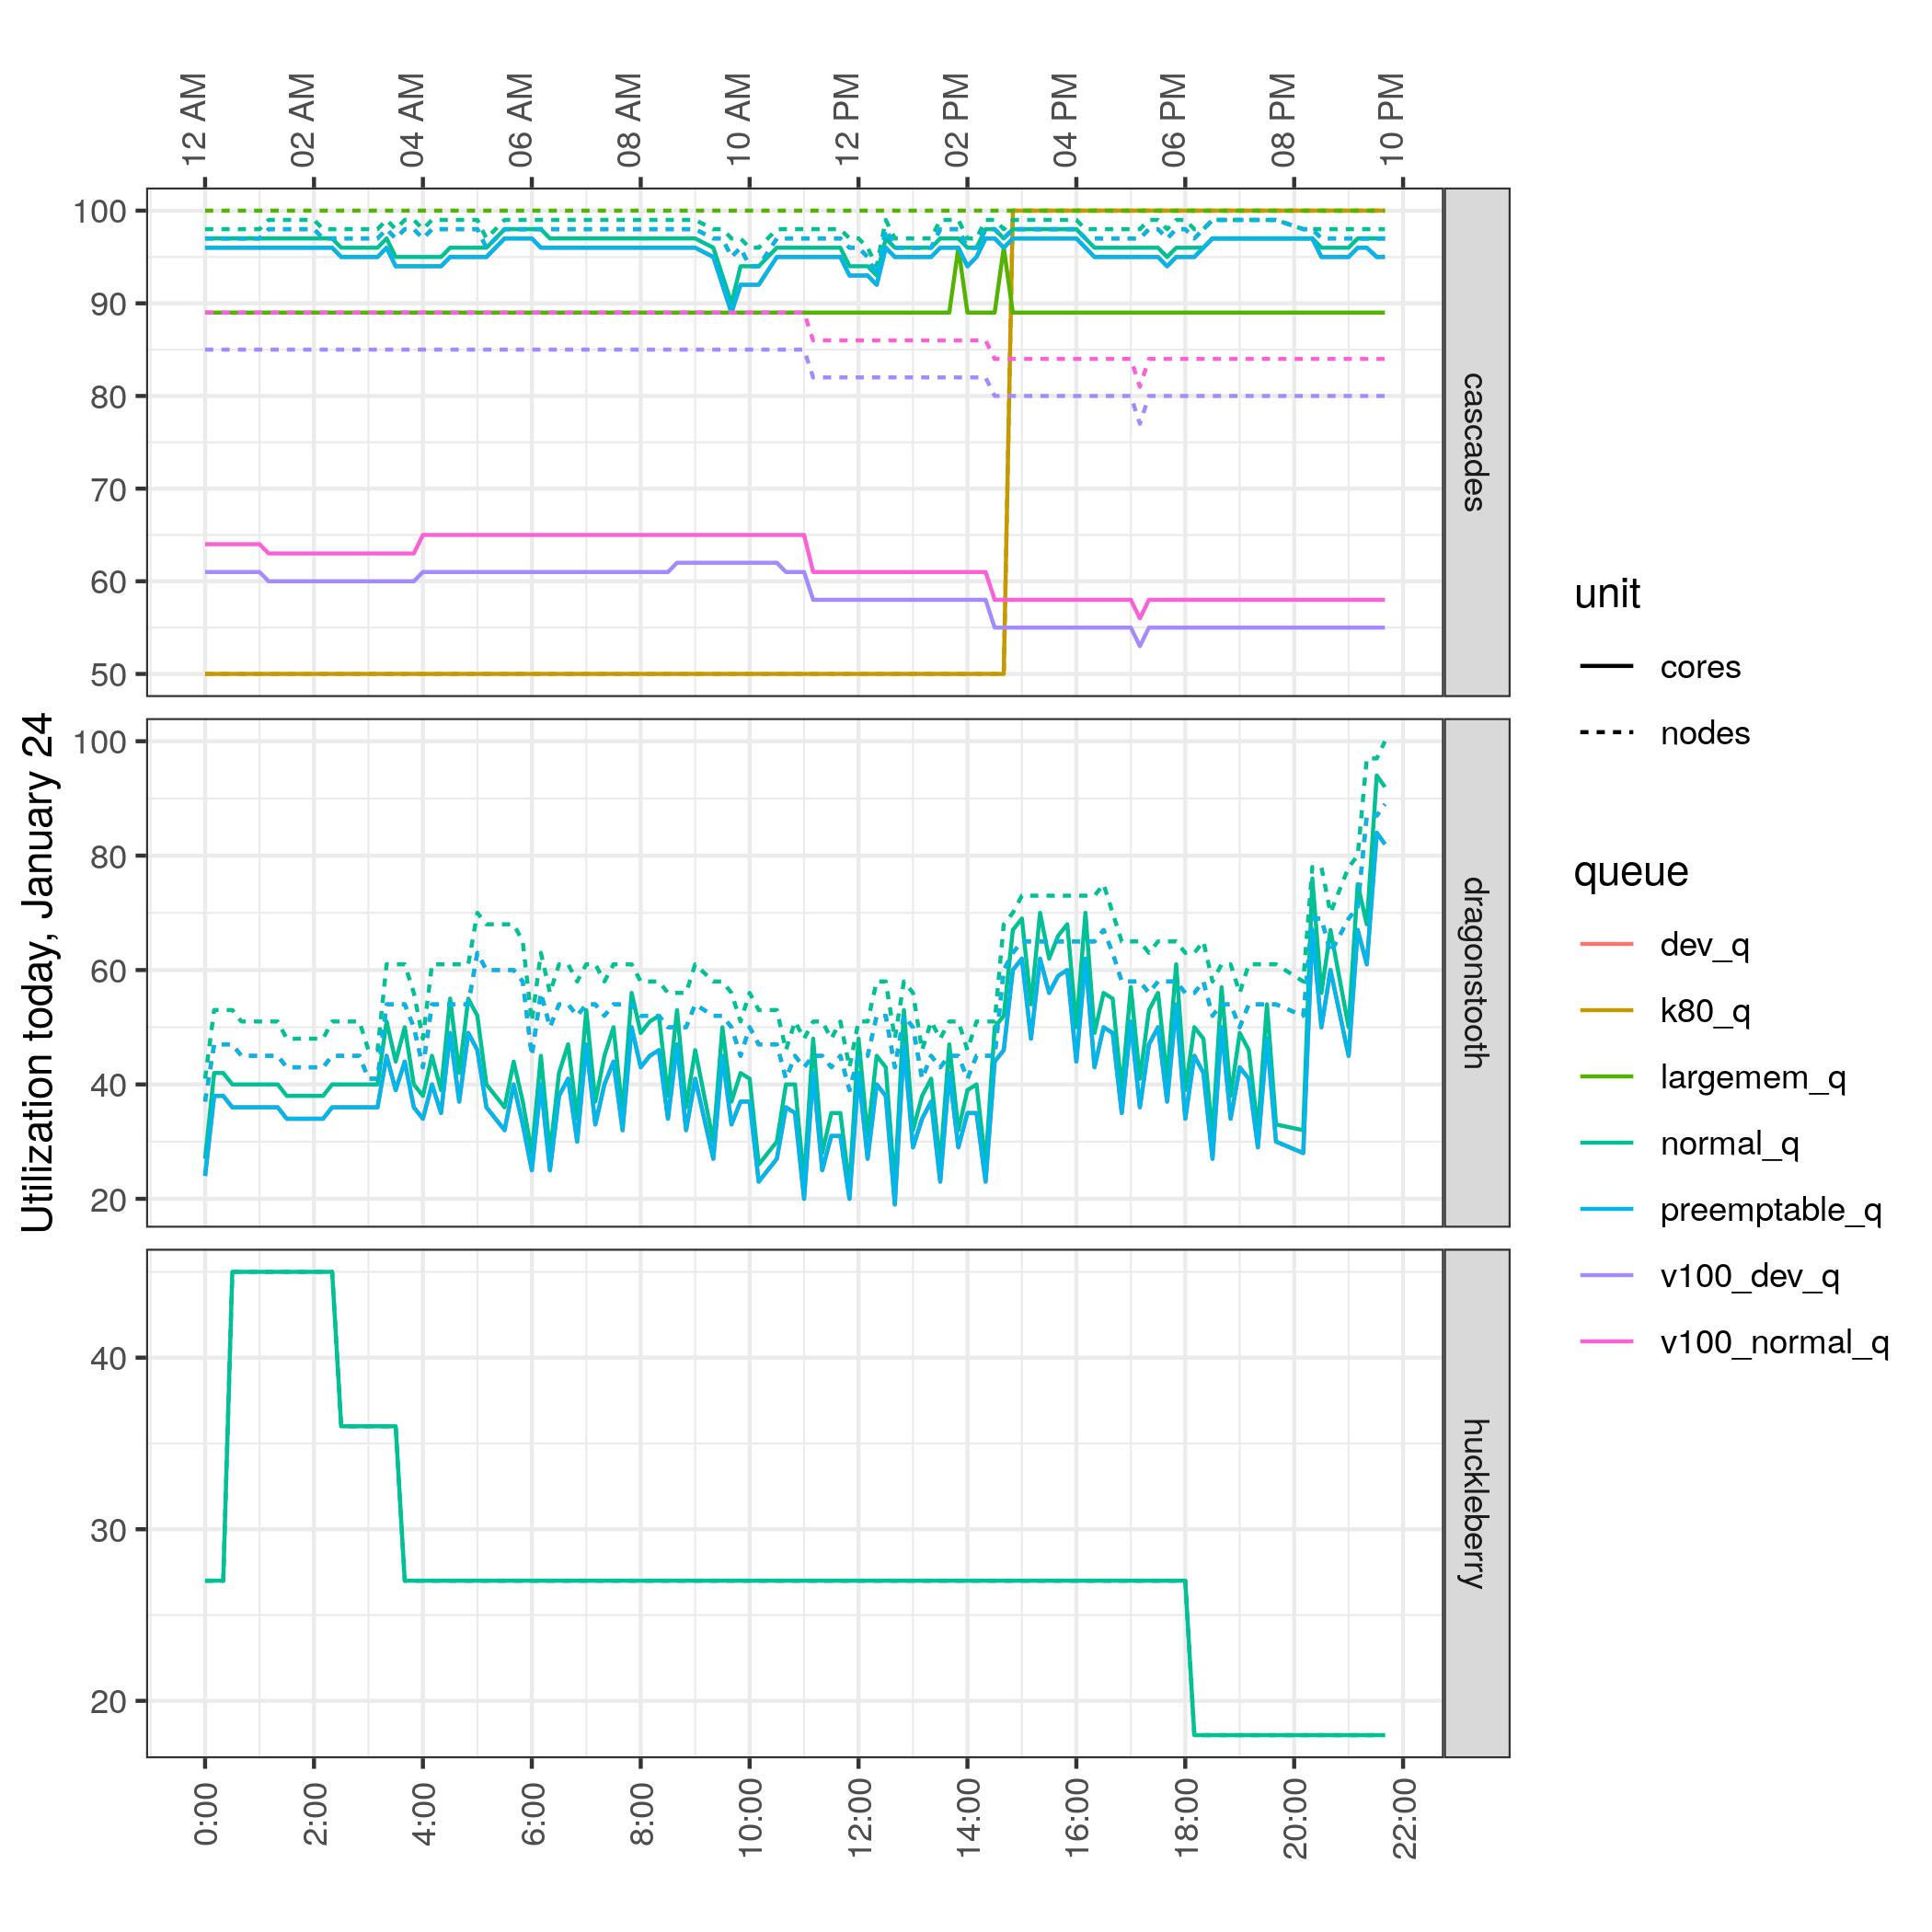 12 AM
02 AM
04 AM
06 AM
08 AM
10 AM
12 PM
02 PM
04 PM
06 PM
08 PM
10 PM
Utilization today, January 24
100
90
80
70
60
50
cascades
100
80
60
40
20
dragonstooth
40
30
20
huckleberry
0:00
2:00
4:00
6:00
8:00
10:00
12:00
14:00
16:00
18:00
20:00
22:00
unit
cores
nodes
queue
dev_q
k80_q
largemem_q
normal_q
preemptable_q
v100_dev_q
v100_normal_q